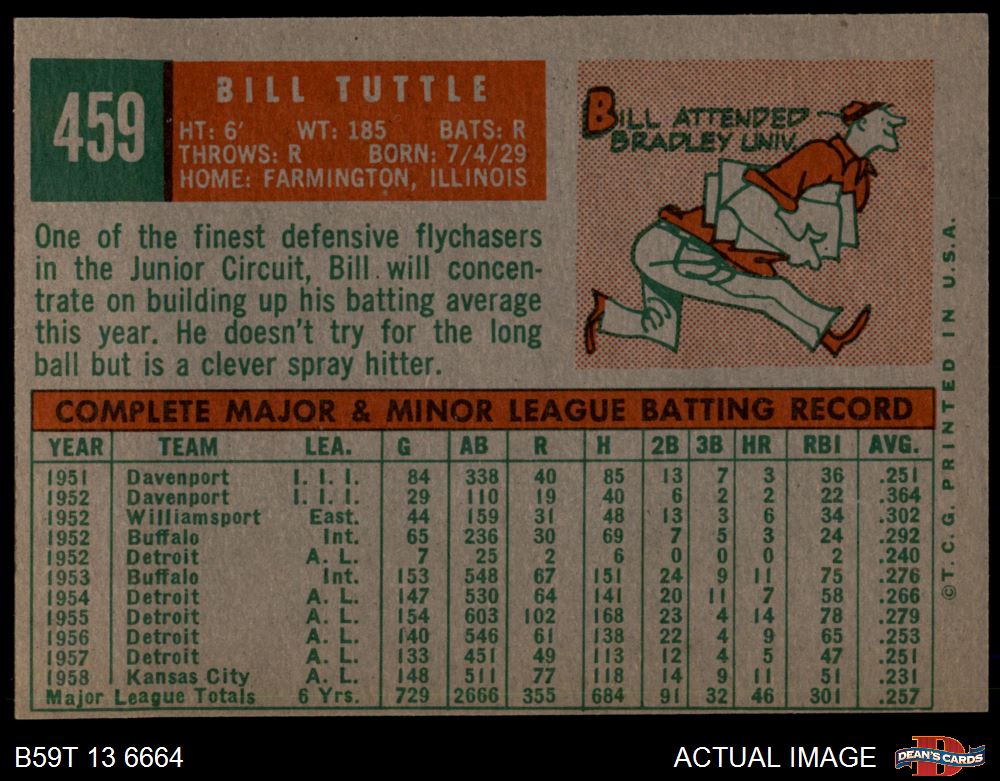 459
BILL TUTTLE
HT: 6' WT: 185 BATS: R
THROWS: R BORN: 7/4/29
HOME: FARMINGTON, ILLINOIS
BILL ATTENDED
BRADLEY UNIV.
One of the finest defensive flychasers
in the Junior Circuit, Bill will concen-
trate on building up his batting average
this year. He doesn't try for the long
ball but is a clever spray hitter.
COMPLETE MAJOR & MINOR LEAGUE BATTING RECORD
YEAR TEAM LEA. G AB R H 2B 3B HR RBI AVG.
1951 Davenport I. I. I. 84 338 40 85 13 7 3 36 .251
1952 Davenport I. I. I. 29 110 19 40 6 2 2 22 .364
1952 Williamsport East. 44 159 31 48 13 3 6 34 .302
1952 Buffalo Int. 65 236 30 69 7 5 3 24 .292
1952 Detroit A. L. 7 25 2 6 0 0 0 2 .240
1953 Buffalo Int. 153 548 67 151 24 9 11 75 .276
1954 Detroit A. L. 147 530 64 141 20 11 7 58 .266
1955 Detroit A. L. 154 603 102 168 23 4 14 78 .279
1956 Detroit A. L. 140 546 61 138 22 4 9 65 .253
1957 Detroit A. L. 133 451 49 113 12 4 5 47 .251
1958 Kansas City A. L. 148 511 77 118 14 9 11 51 .231
Major League Totals 6 Yrs. 729 2666 355 684 91 32 46 301 .257
©T. C. G. PRINTED IN U.S.A.
B59T 13 6664
ACTUAL IMAGE
DEAN'S CARDS